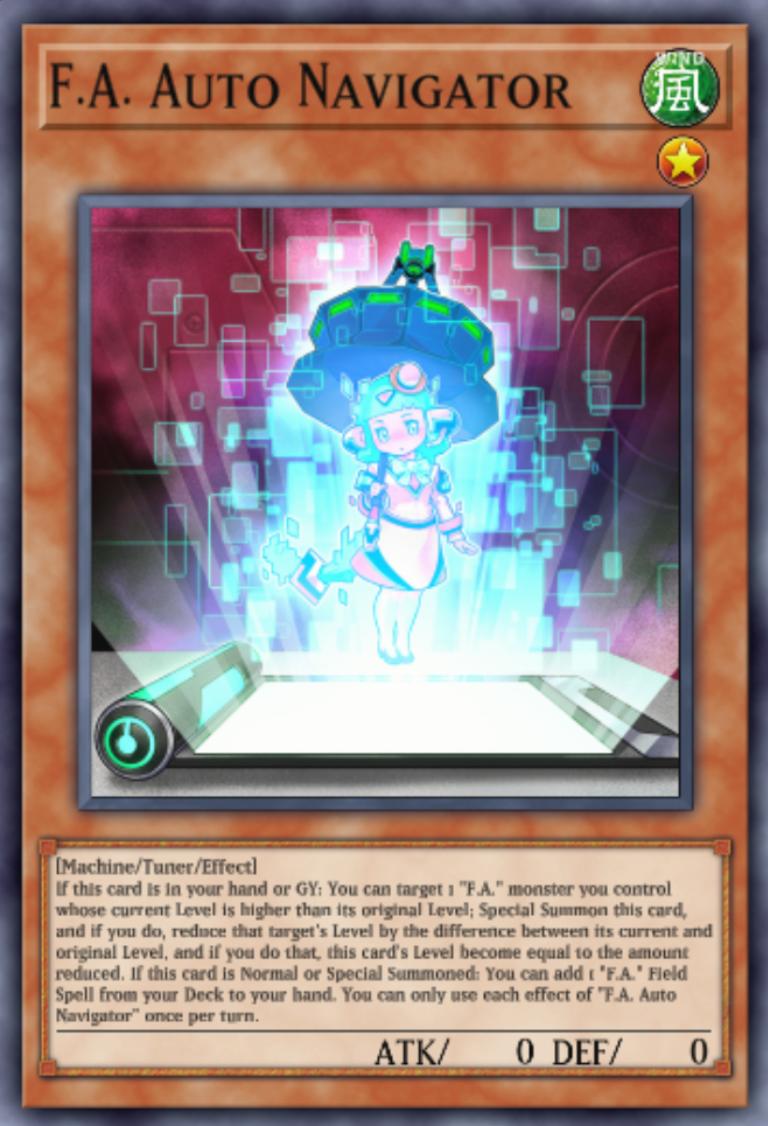 F.A. Auto Navigator
WIND
風
[Machine/Tuner/Effect]
If this card is in your hand or GY: You can target 1 "F.A." monster you control
whose current Level is higher than its original Level; Special Summon this card,
and if you do, reduce that target's Level by the difference between its current and
original Level, and if you do that, this card's Level become equal to the amount
reduced. If this card is Normal or Special Summoned: You can add 1 "F.A." Field
Spell from your Deck to your hand. You can only use each effect of "F.A. Auto
Navigator" once per turn.
ATK/ 0 DEF/ 0